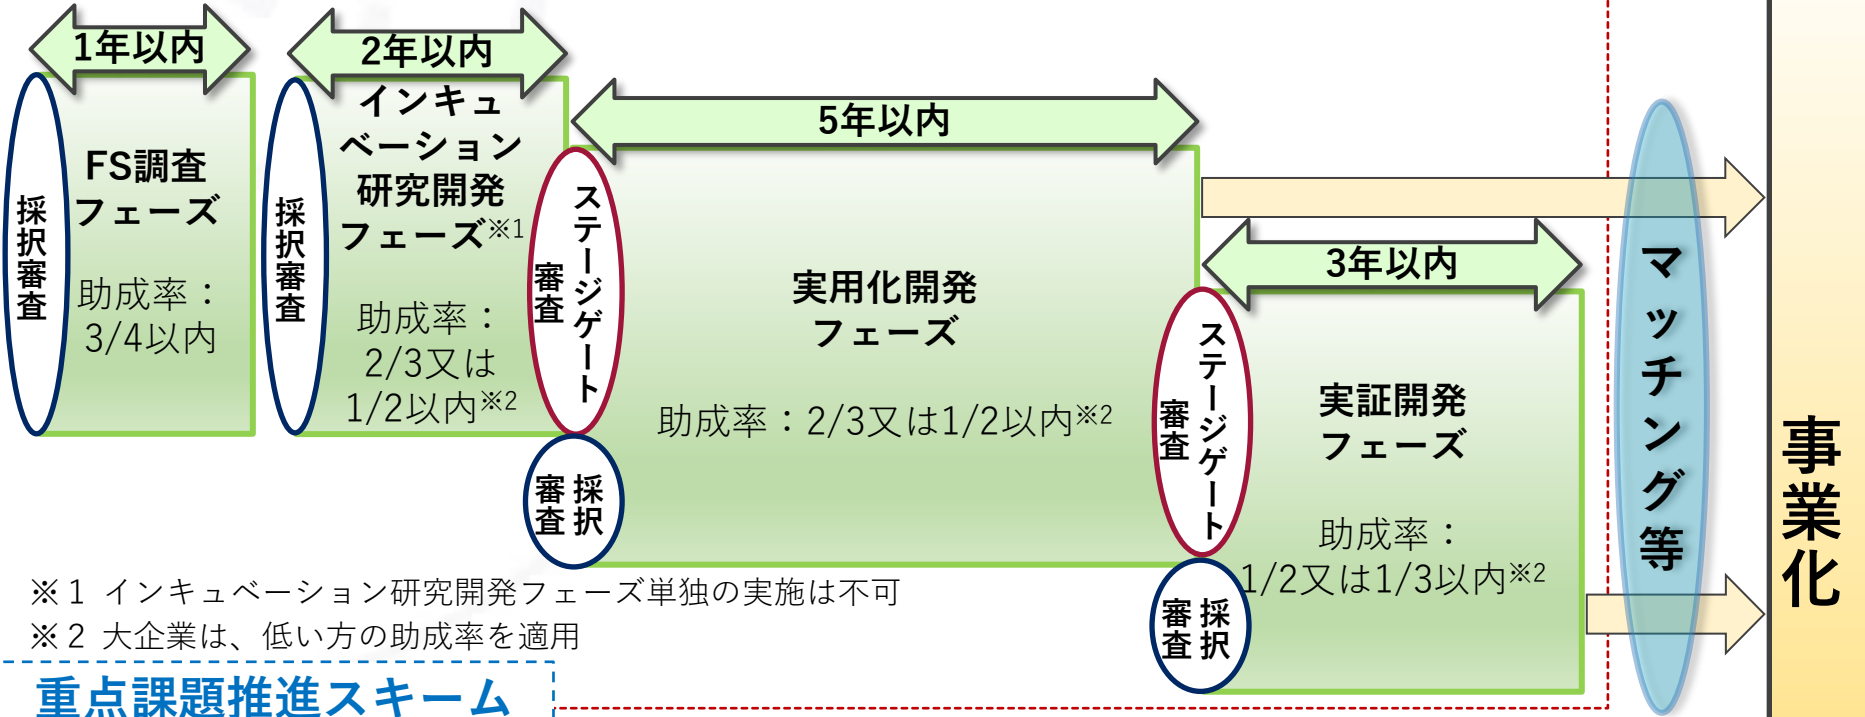 1年以内
採択審査
FS調査
フェーズ
助成率：
3/4以内
2年以内
採択審査
インキュ
ベーション
研究開発
フェーズ※1
助成率：
2/3又は
1/2以内※2
5年以内
ステージゲート
審査
採択
審査
実用化開発
フェーズ
助成率：2/3又は1/2以内※2
3年以内
ステージゲート
審査
採択
審査
実証開発
フェーズ
助成率：
1/2又は1/3以内※2
マッチング等
事業化
※１ インキュベーション研究開発フェーズ単独の実施は不可
※２ 大企業は、低い方の助成率を適用
重点課題推進スキーム